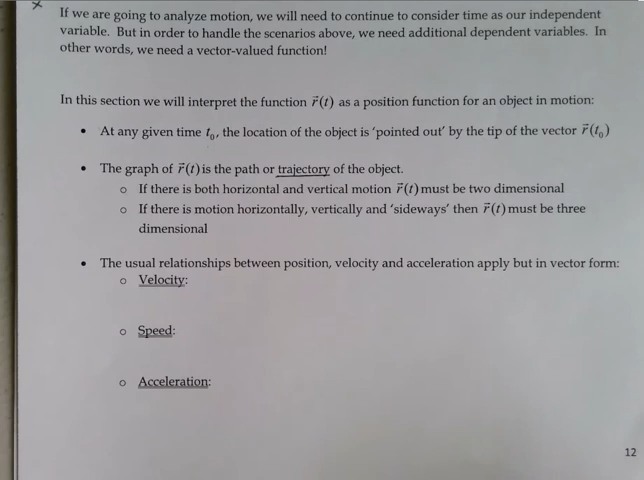 If we are going to analyze motion, we will need to continue to consider time as our independent
variable. But in order to handle the scenarios above, we need additional dependent variables. In
other words, we need a vector-valued function!
In this section we will interpret the function r⃗(t) as a position function for an object in motion:
• At any given time t₀, the location of the object is 'pointed out' by the tip of the vector r⃗(t₀)
• The graph of r⃗(t) is the path or trajectory of the object.
o If there is both horizontal and vertical motion r⃗(t) must be two dimensional
o If there is motion horizontally, vertically and 'sideways' then r⃗(t) must be three
dimensional
• The usual relationships between position, velocity and acceleration apply but in vector form:
o Velocity:
o Speed:
o Acceleration:
12